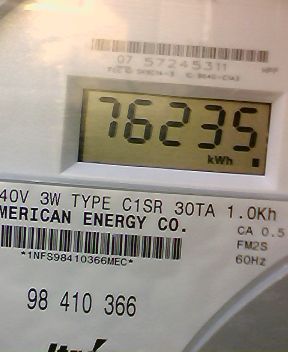 07 57245311
HPP
76235
kWh
40V 3W TYPE C1SR 30TA 1.0Kh
MERICAN ENERGY CO.
CA 0.5
FM2S
60Hz
*1NFS98410366MEC*
98 410 366